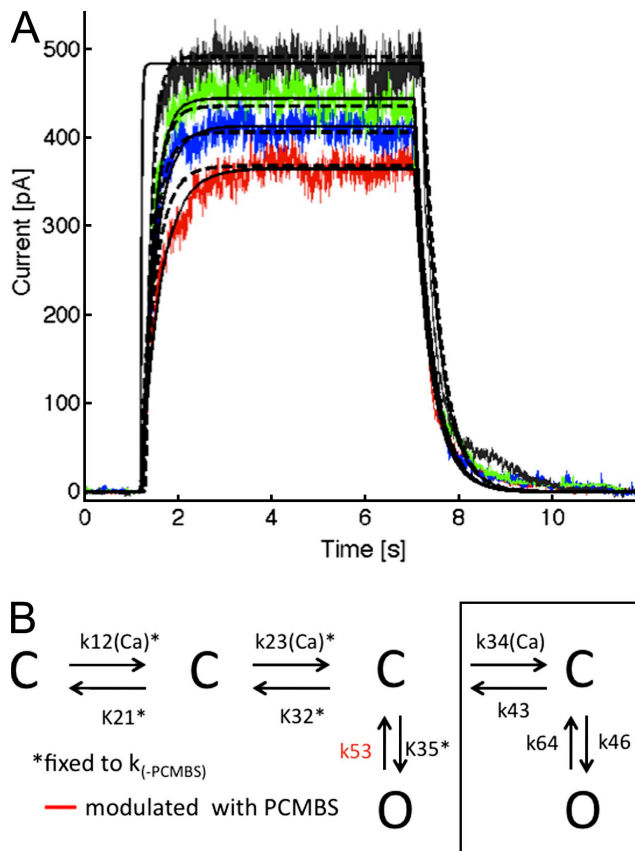 A
500
400
300
200
100
0
Current [pA]
0 2 4 6 8 10
Time [s]
B
k12(Ca)* k23(Ca)* k34(Ca)
C C C C
K21* K32* k43
k53 K35* k64 k46
*fixed to k(-PCMBS)
modulated with PCMBS
O O